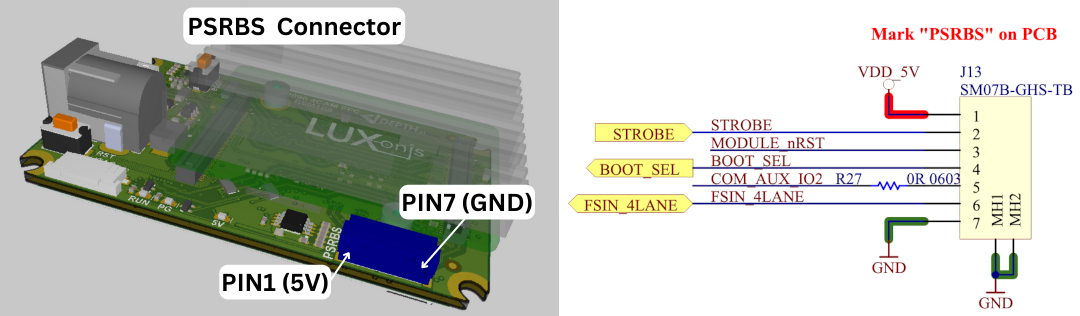 PSRBS Connector
LUXonis
DEPTH
RST
RUN PG
5V
PSRBS
PIN7 (GND)
PIN1 (5V)
Mark "PSRBS" on PCB
VDD_5V
J13
SM07B-GHS-TB
1
STROBE
STROBE
2
MODULE_nRST
3
BOOT_SEL
BOOT_SEL
4
COM_AUX_IO2 R27 0R 0603
5
FSIN_4LANE
FSIN_4LANE
6
7
MH1
MH2
GND
GND